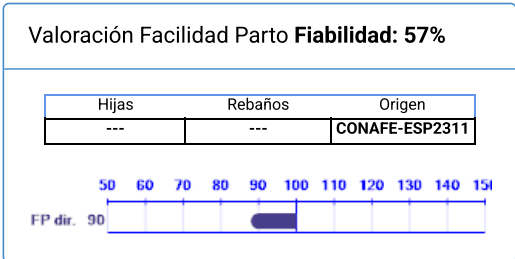 Valoración Facilidad Parto Fiabilidad: 57%
Hijas Rebaños Origen
--- --- CONAFE-ESP2311
50 60 70 80 90 100 110 120 130 140 15
FP dir. 90